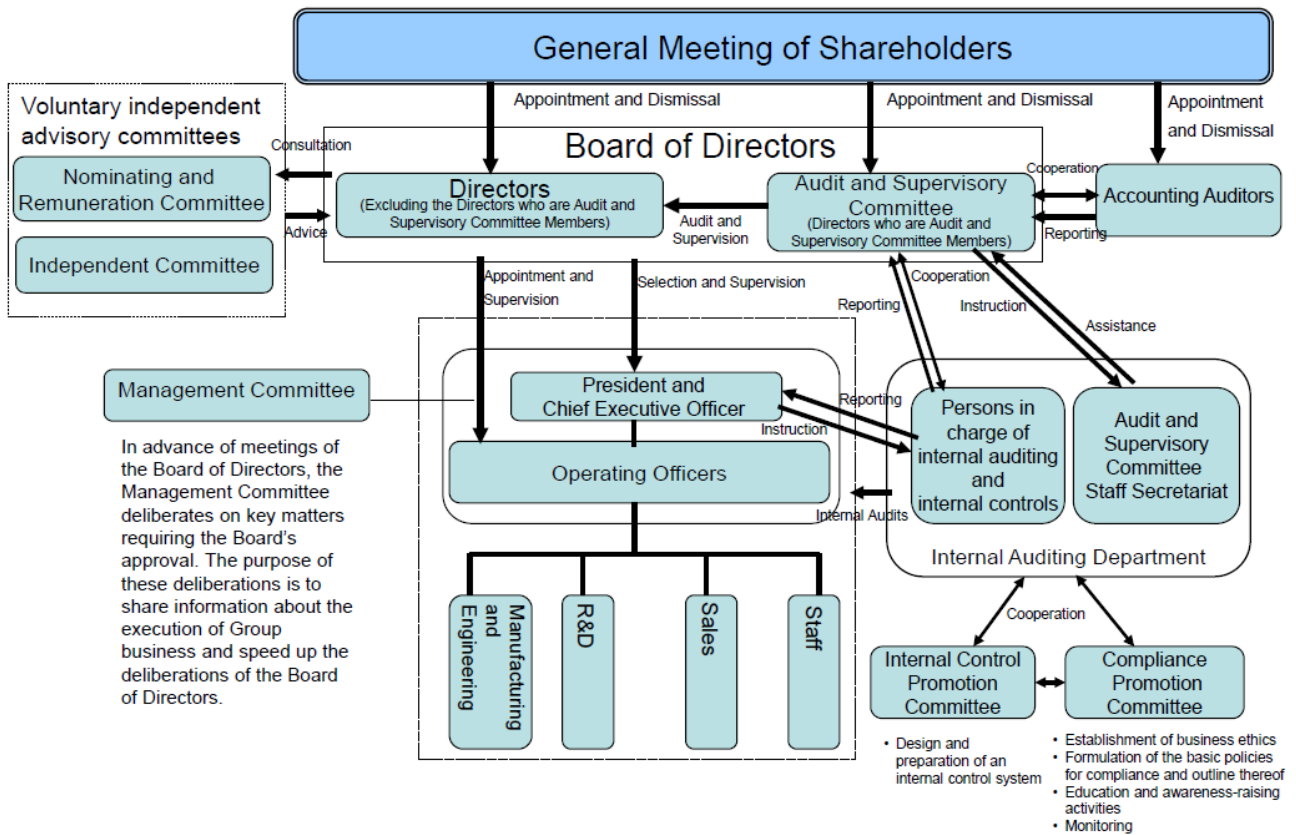 General Meeting of Shareholders
Voluntary independent
advisory committees
Appointment and Dismissal
Appointment and Dismissal
Appointment
and Dismissal
Consultation
Board of Directors
Nominating and
Remuneration Committee
Advice
Independent Committee
Directors
(Excluding the Directors who are Audit and
Supervisory Committee Members)
Audit and
Supervision
Audit and Supervisory
Committee
(Directors who are Audit and
Supervisory Committee Members)
Cooperation
Reporting
Accounting Auditors
Appointment and
Supervision
Selection and Supervision
Cooperation
Reporting
Instruction
Assistance
Management Committee
In advance of meetings of
the Board of Directors, the
Management Committee
deliberates on key matters
requiring the Board's
approval. The purpose of
these deliberations is to
share information about the
execution of Group
business and speed up the
deliberations of the Board
of Directors.
President and
Chief Executive Officer
Reporting
Instruction
Operating Officers
Internal Audits
Persons in
charge of
internal auditing
and
internal controls
Audit and
Supervisory
Committee
Staff Secretariat
Internal Auditing Department
Manufacturing
and
Engineering
R&D
Sales
Staff
Cooperation
Internal Control
Promotion
Committee
Compliance
Promotion
Committee
• Design and
preparation of an
internal control system
• Establishment of business ethics
• Formulation of the basic policies
for compliance and outline thereof
• Education and awareness-raising
activities
• Monitoring